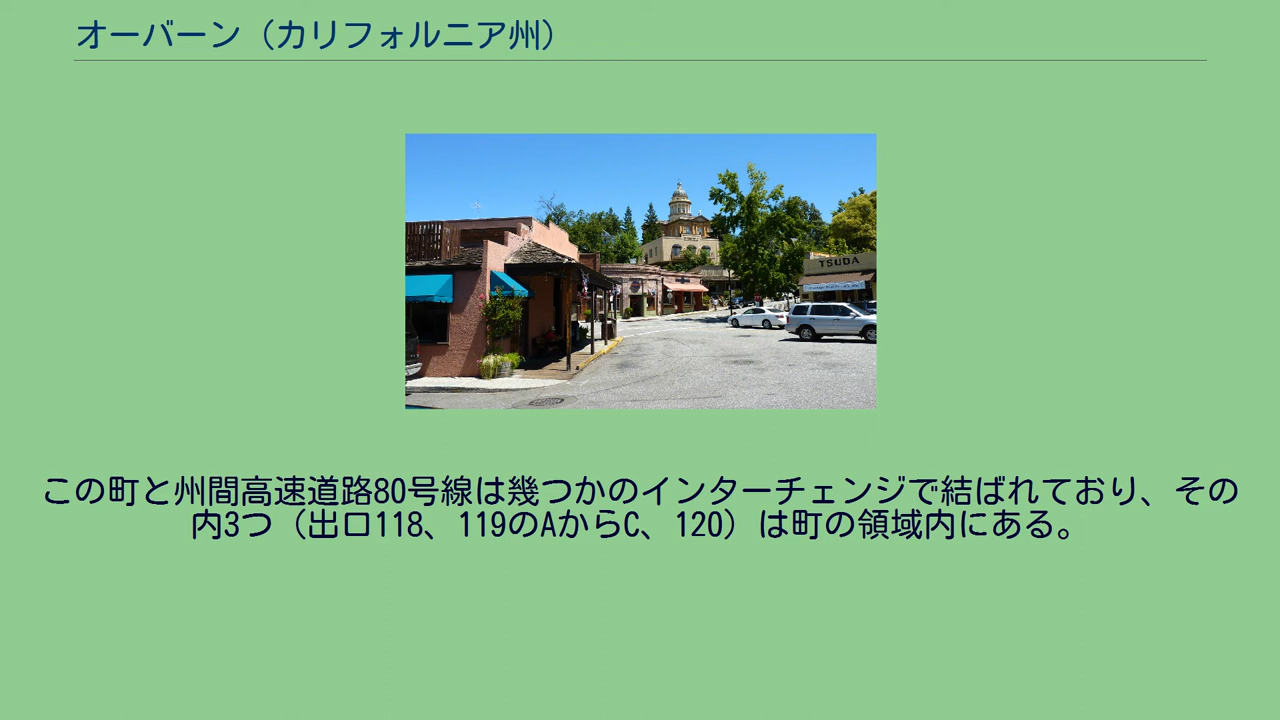 オーバーン（カリフォルニア州）
TSUDA
この町と州間高速道路80号線は幾つかのインターチェンジで結ばれており、その
内3つ（出口118、119のAからC、120）は町の領域内にある。